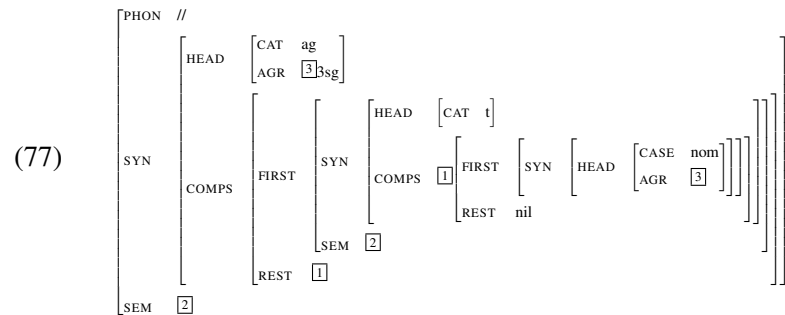 PHON //
HEAD CAT ag
AGR 3 3sg
HEAD CAT t
(77) SYN SYN FIRST SYN HEAD CASE nom
COMPS FIRST COMPS 1 AGR 3
REST nil
SEM 2
REST 1
SEM 2